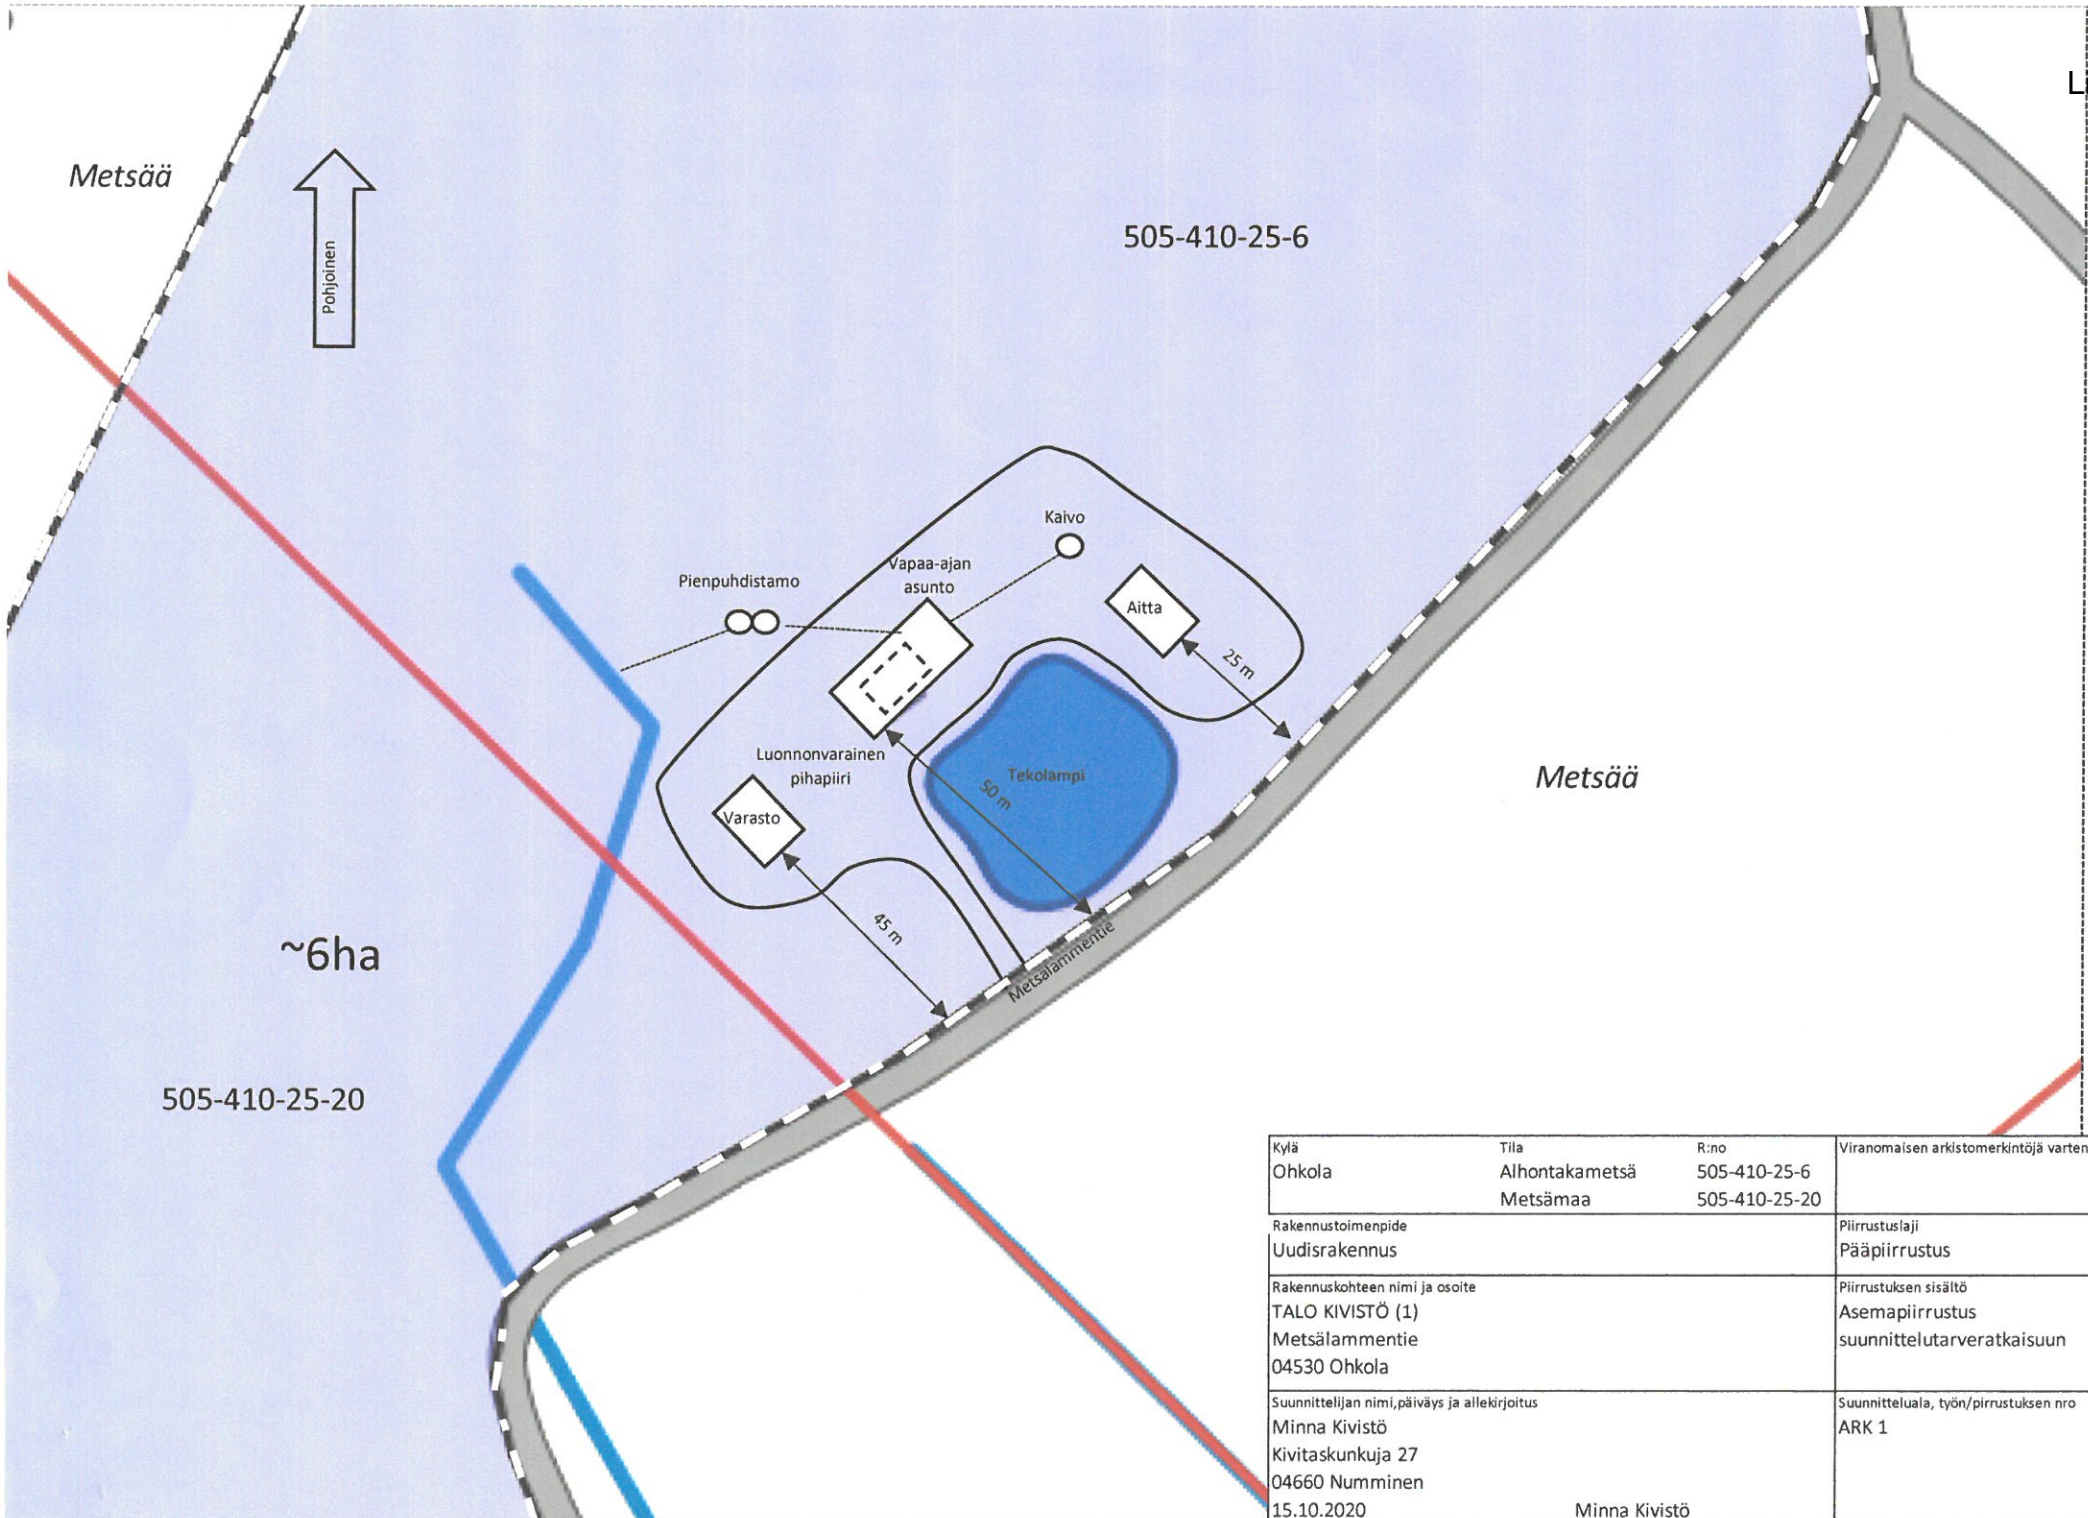 L
Metsää
Pohjoinen
505-410-25-6
Kaivo
Vapaa-ajan
asunto
Pienpuhdistamo
Aitta
25 m
Luonnonvarainen
pihapiiri
Tekolampi
50 m
Metsää
Varasto
45 m
Metsälammentie
~6ha
505-410-25-20
Kylä Tila R:no Viranomaisen arkistomerkintöjä varten
Ohkola Alhontakametsä 505-410-25-6
Metsämaa 505-410-25-20
Rakennustoimenpide Piirrustuslaji
Uudisrakennus Pääpiirrustus
Rakennuskohteen nimi ja osoite Piirrustuksen sisältö
TALO KIVISTÖ (1) Asemapiirrustus
Metsälammentie suunnittelutarveratkaisuun
04530 Ohkola
Suunnittelijan nimi,päiväys ja allekirjoitus Suunnitteluala, työn/pirrustuksen nro
Minna Kivistö ARK 1
Kivitaskunkuja 27
04660 Numminen
15.10.2020 Minna Kivistö